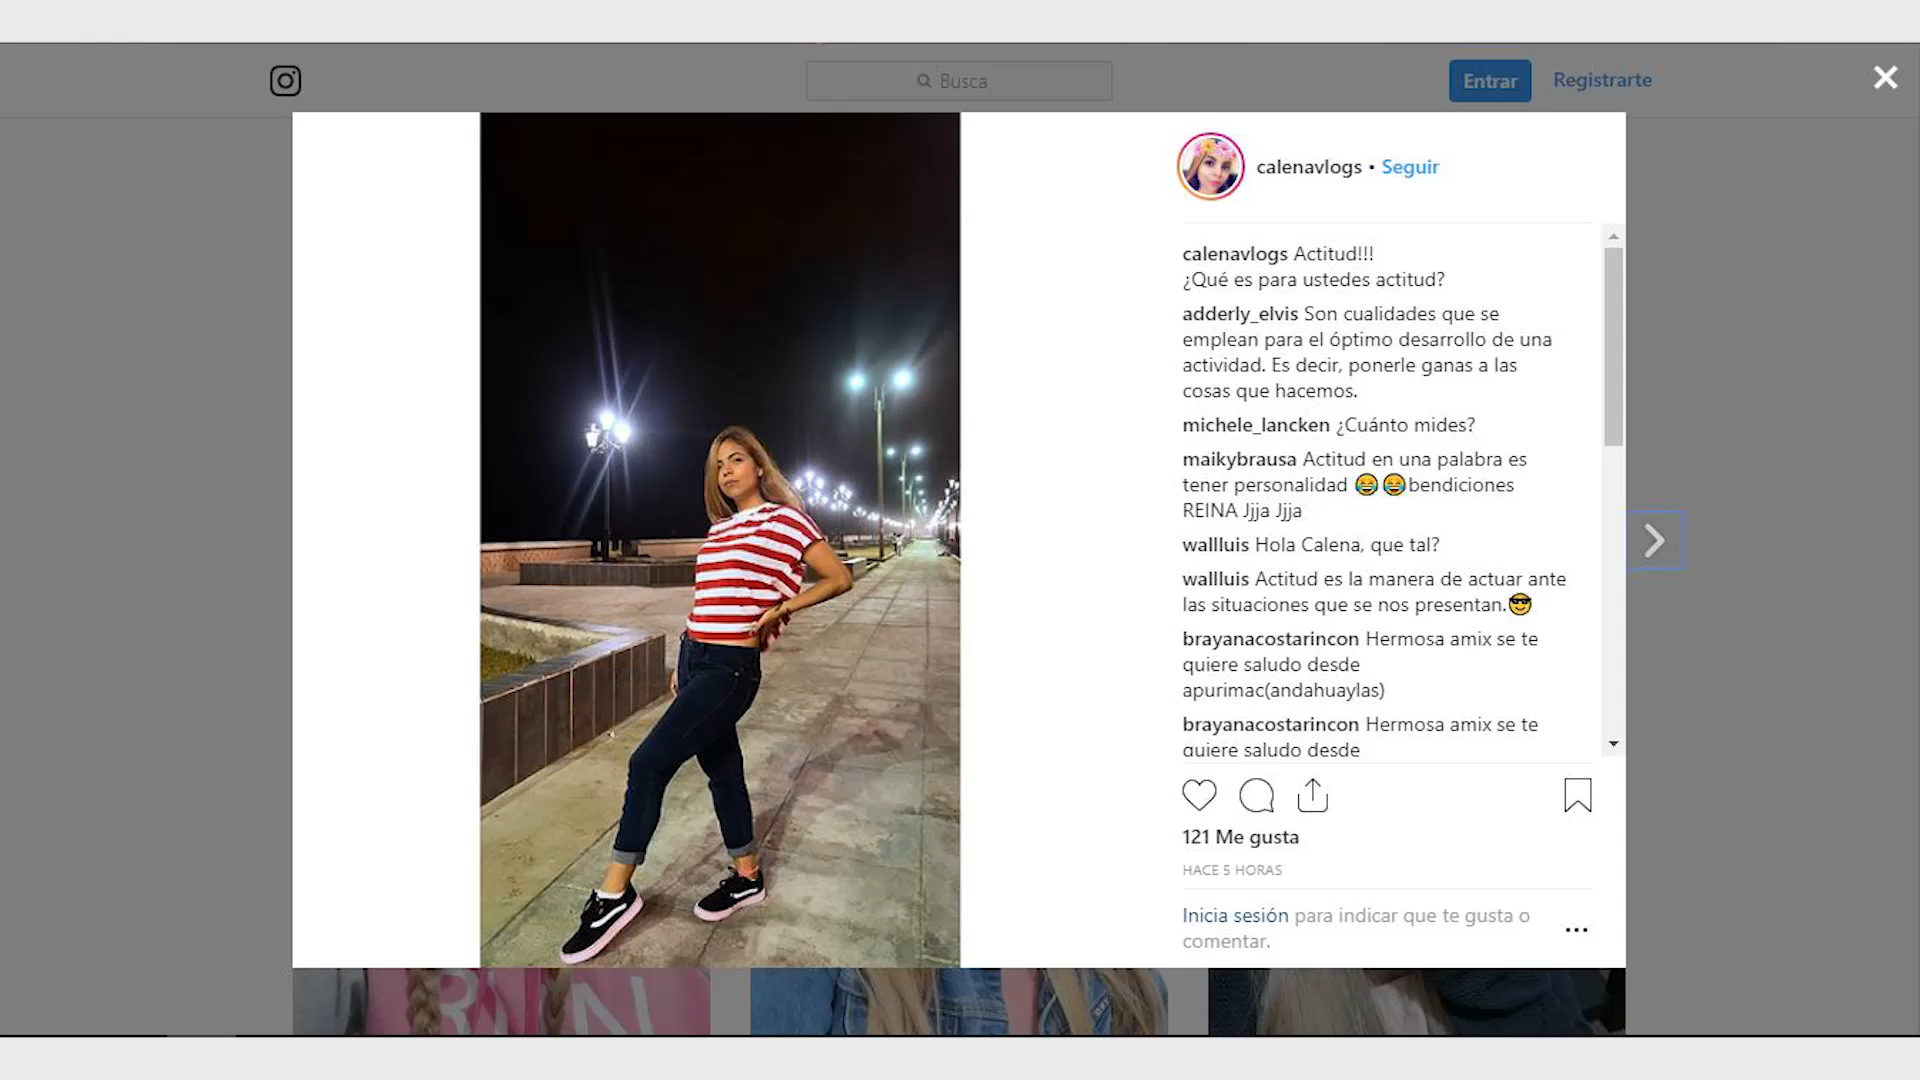 Busca
Entrar
Registrarte
calenavlogs • Seguir
calenavlogs Actitud!!!
¿Qué es para ustedes actitud?
adderly_elvis Son cualidades que se
emplean para el óptimo desarrollo de una
actividad. Es decir, ponerle ganas a las
cosas que hacemos.
michele_lancken ¿Cuánto mides?
maikybrausa Actitud en una palabra es
tener personalidad 😂😂bendiciones
REINA Jjja Jjja
wallluis Hola Calena, que tal?
wallluis Actitud es la manera de actuar ante
las situaciones que se nos presentan.😎
brayanacostarincon Hermosa amix se te
quiere saludo desde
apurimac(andahuaylas)
brayanacostarincon Hermosa amix se te
quiere saludo desde
121 Me gusta
HACE 5 HORAS
Inicia sesión para indicar que te gusta o
comentar.